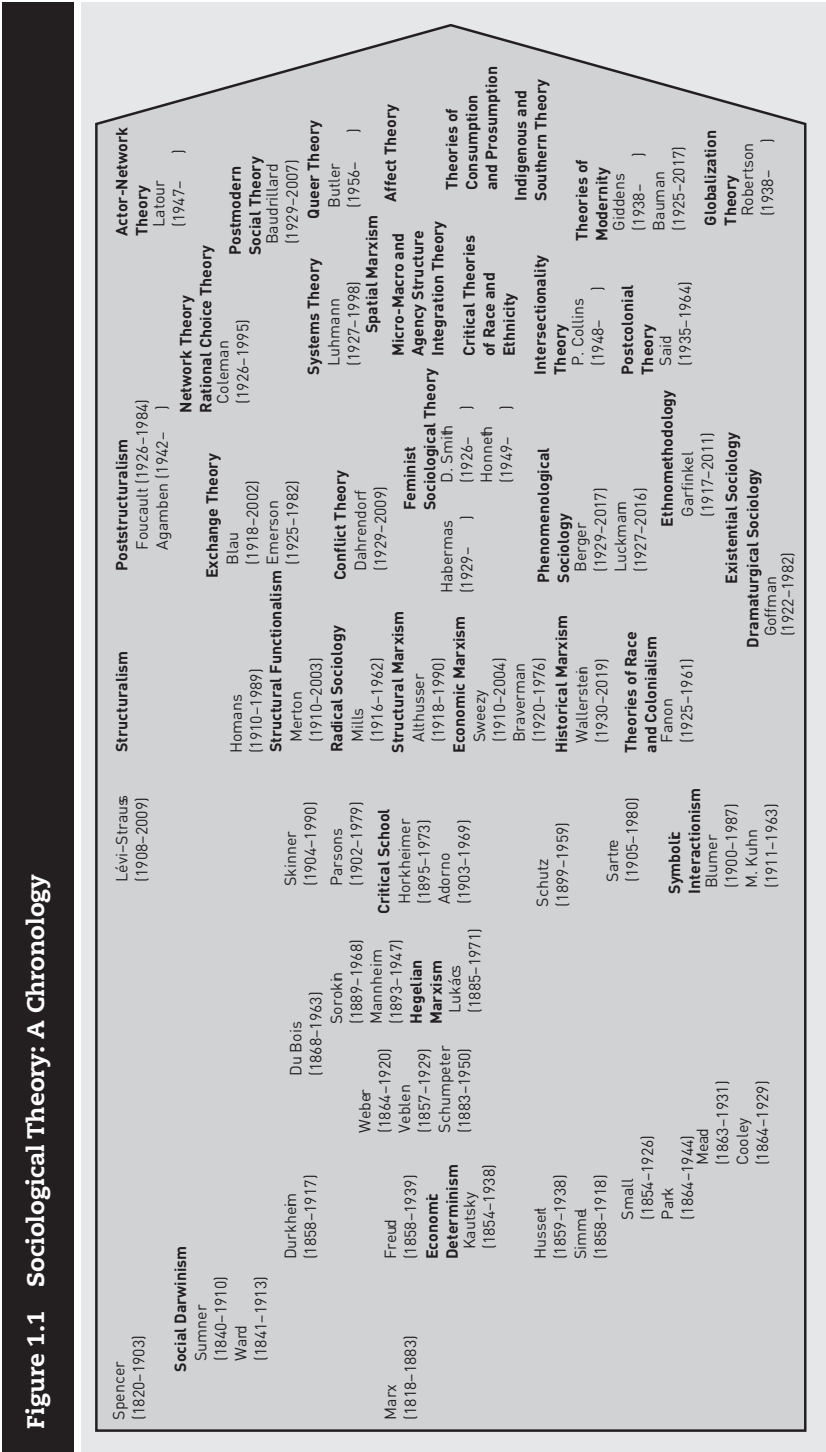 Figure 1.1 Sociological Theory: A Chronology
Spencer
(1820–1903)
Social Darwinism
Sumner
(1840–1910)
Ward
(1841–1913)
Marx
(1818–1883)
Durkheim
(1858–1917)
Freud
(1858–1939)
Economic
Determinism
Kautsky
(1854–1938)
Husserl
(1859–1938)
Simmel
(1858–1918)
Small
(1854–1926)
Park
(1864–1944)
Mead
(1863–1931)
Cooley
(1864–1929)
Du Bois
(1868–1963)
Weber
(1864–1920)
Veblen
(1857–1929)
Schumpeter
(1883–1950)
Sorokin
(1889–1968)
Mannheim
(1893–1947)
Hegelian
Marxism
Lukács
(1885–1971)
Lévi-Strauss
(1908–2009)
Skinner
(1904–1990)
Parsons
(1902–1979)
Critical School
Horkheimer
(1895–1973)
Adorno
(1903–1969)
Schutz
(1899–1959)
Sartre
(1905–1980)
Symbolic
Interactionism
Blumer
(1900–1987)
M. Kuhn
(1911–1963)
Structuralism
Homans
(1910–1989)
Structural Functionalism
Merton
(1910–2003)
Radical Sociology
Mills
(1916–1962)
Structural Marxism
Althusser
(1918–1990)
Economic Marxism
Sweezy
(1910–2004)
Braverman
(1920–1976)
Historical Marxism
Wallerstein
(1930–2019)
Theories of Race
and Colonialism
Fanon
(1925–1961)
Poststructuralism
Foucault (1926–1984)
Agamben (1942– )
Exchange Theory
Blau
(1918–2002)
Emerson
(1925–1982)
Conflict Theory
Dahrendorf
(1929–2009)
Habermas
(1929– )
Feminist
Sociological Theory
D. Smith
(1926– )
Honneth
(1949– )
Phenomenological
Sociology
Berger
(1929–2017)
Luckmam
(1927–2016)
Ethnomethodology
Garfinkel
(1917–2011)
Existential Sociology
Dramaturgical Sociology
Goffman
(1922–1982)
Network Theory
Rational Choice Theory
Coleman
(1926–1995)
Systems Theory
Luhmann
(1927–1998)
Spatial Marxism
Micro-Macro and
Agency Structure
Integration Theory
Critical Theories
of Race and
Ethnicity
Intersectionality
Theory
P. Collins
(1948– )
Postcolonial
Theory
Said
(1935–1964)
Actor-Network
Theory
Latour
(1947– )
Postmodern
Social Theory
Baudrillard
(1929–2007)
Queer Theory
Butler
(1956– )
Affect Theory
Theories of
Consumption
and Prosumption
Indigenous and
Southern Theory
Theories of
Modernity
Giddens
(1938– )
Bauman
(1925–2017)
Globalization
Theory
Robertson
(1938– )